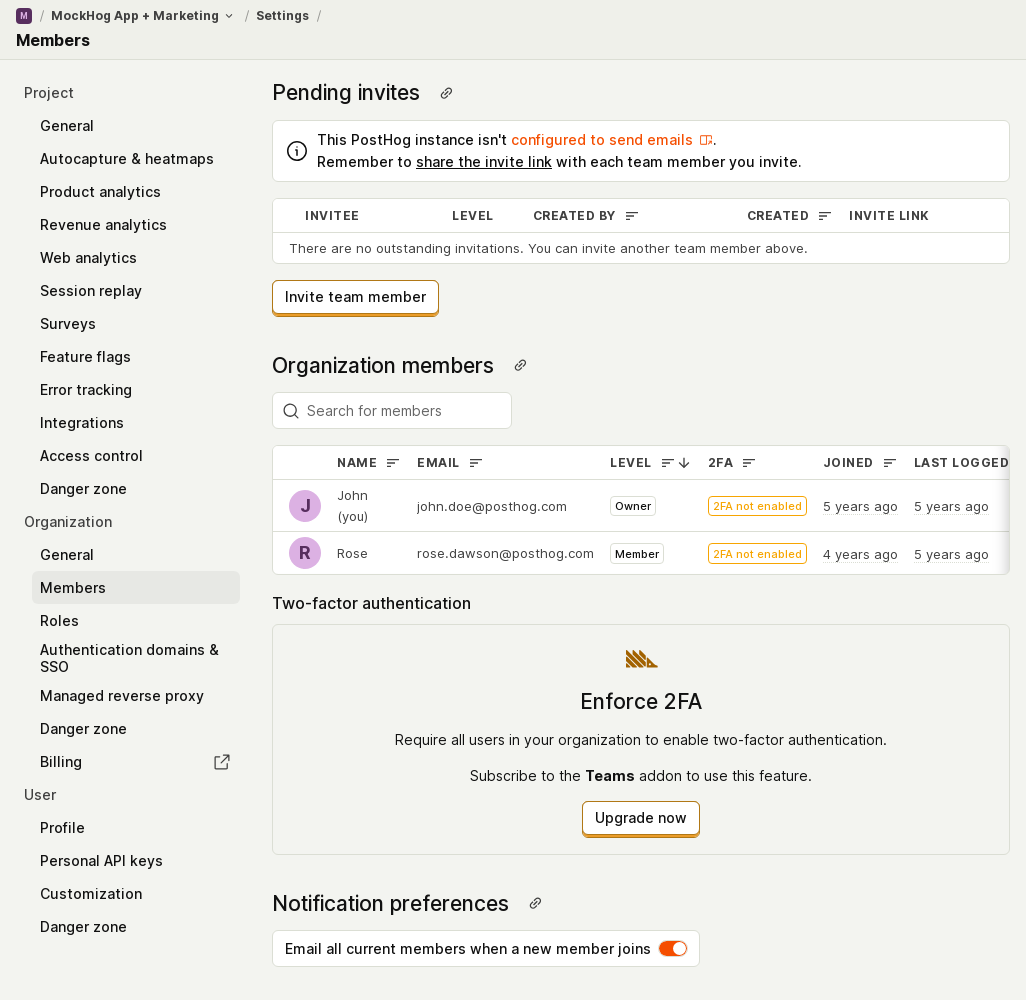 M / MockHog App + Marketing / Settings /
Members
Project
General
Autocapture & heatmaps
Product analytics
Revenue analytics
Web analytics
Session replay
Surveys
Feature flags
Error tracking
Integrations
Access control
Danger zone
Organization
General
Members
Roles
Authentication domains &
SSO
Managed reverse proxy
Danger zone
Billing
User
Profile
Personal API keys
Customization
Danger zone
Pending invites
This PostHog instance isn't configured to send emails .
Remember to share the invite link with each team member you invite.
INVITEE LEVEL CREATED BY CREATED INVITE LINK
There are no outstanding invitations. You can invite another team member above.
Invite team member
Organization members
Search for members
NAME EMAIL LEVEL 2FA JOINED LAST LOGGED
J John (you) john.doe@posthog.com Owner 2FA not enabled 5 years ago 5 years ago
R Rose rose.dawson@posthog.com Member 2FA not enabled 4 years ago 5 years ago
Two-factor authentication
Enforce 2FA
Require all users in your organization to enable two-factor authentication.
Subscribe to the Teams addon to use this feature.
Upgrade now
Notification preferences
Email all current members when a new member joins